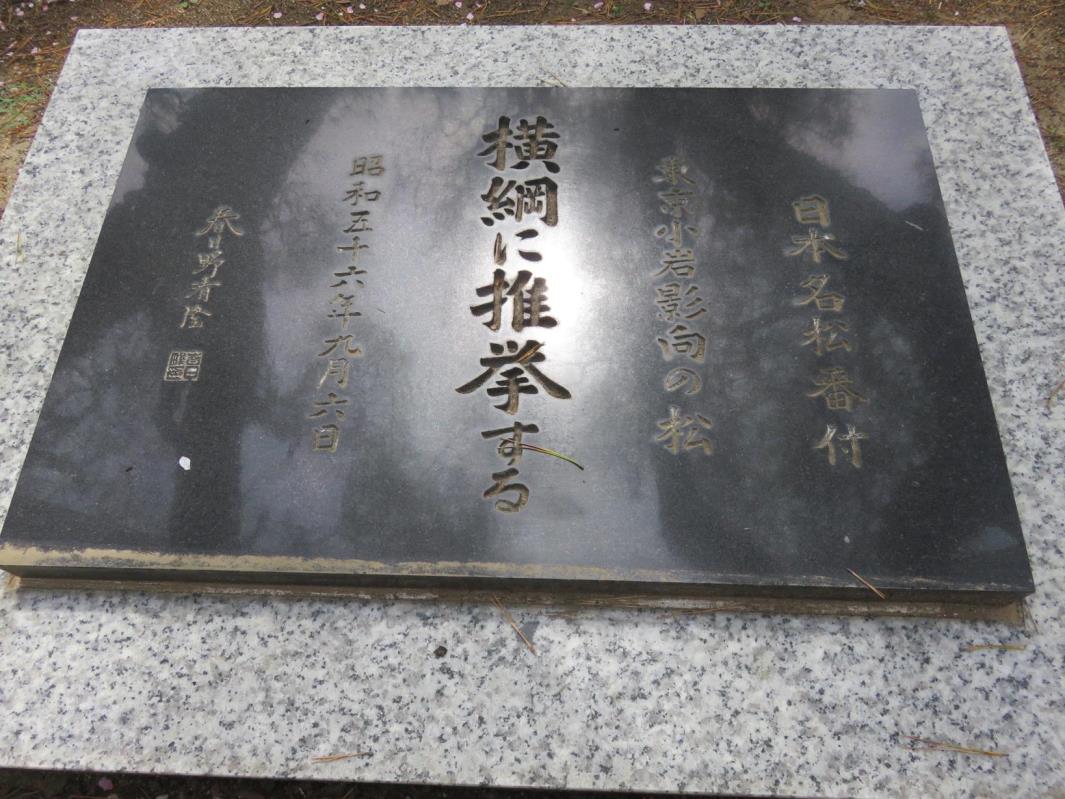 日本名松番付
東京小岩影向の松
横綱に推挙する
昭和五十六年九月六日
春日野清隆